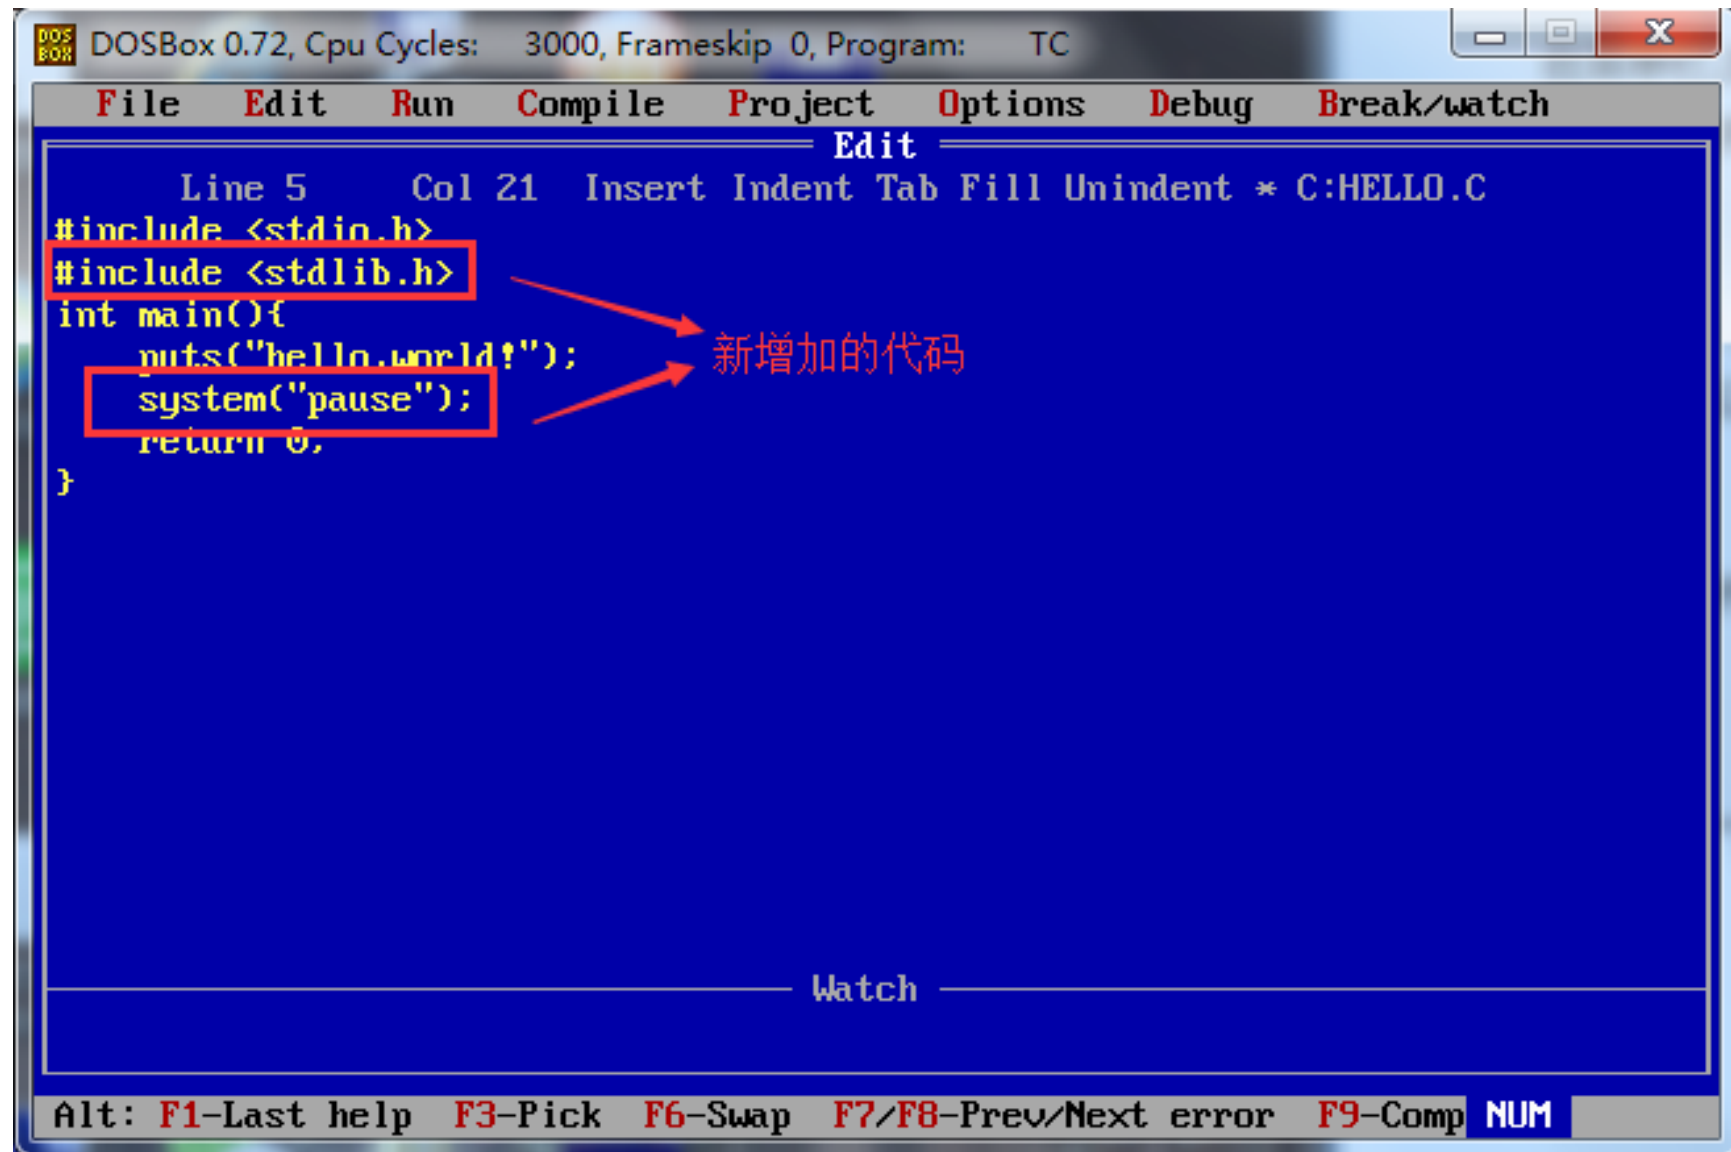 DOS
BOX
DOSBox 0.72, Cpu Cycles: 3000, Frameskip 0, Program: TC
File Edit Run Compile Project Options Debug Break/watch
Edit
Line 5 Col 21 Insert Indent Tab Fill Unindent * C:HELLO.C
#include <stdio.h>
#include <stdlib.h>
int main(){
puts("hello,world!");
system("pause");
return 0;
}
新增加的代码
Watch
Alt: F1-Last help F3-Pick F6-Swap F7/F8-Prev/Next error F9-Comp NUM